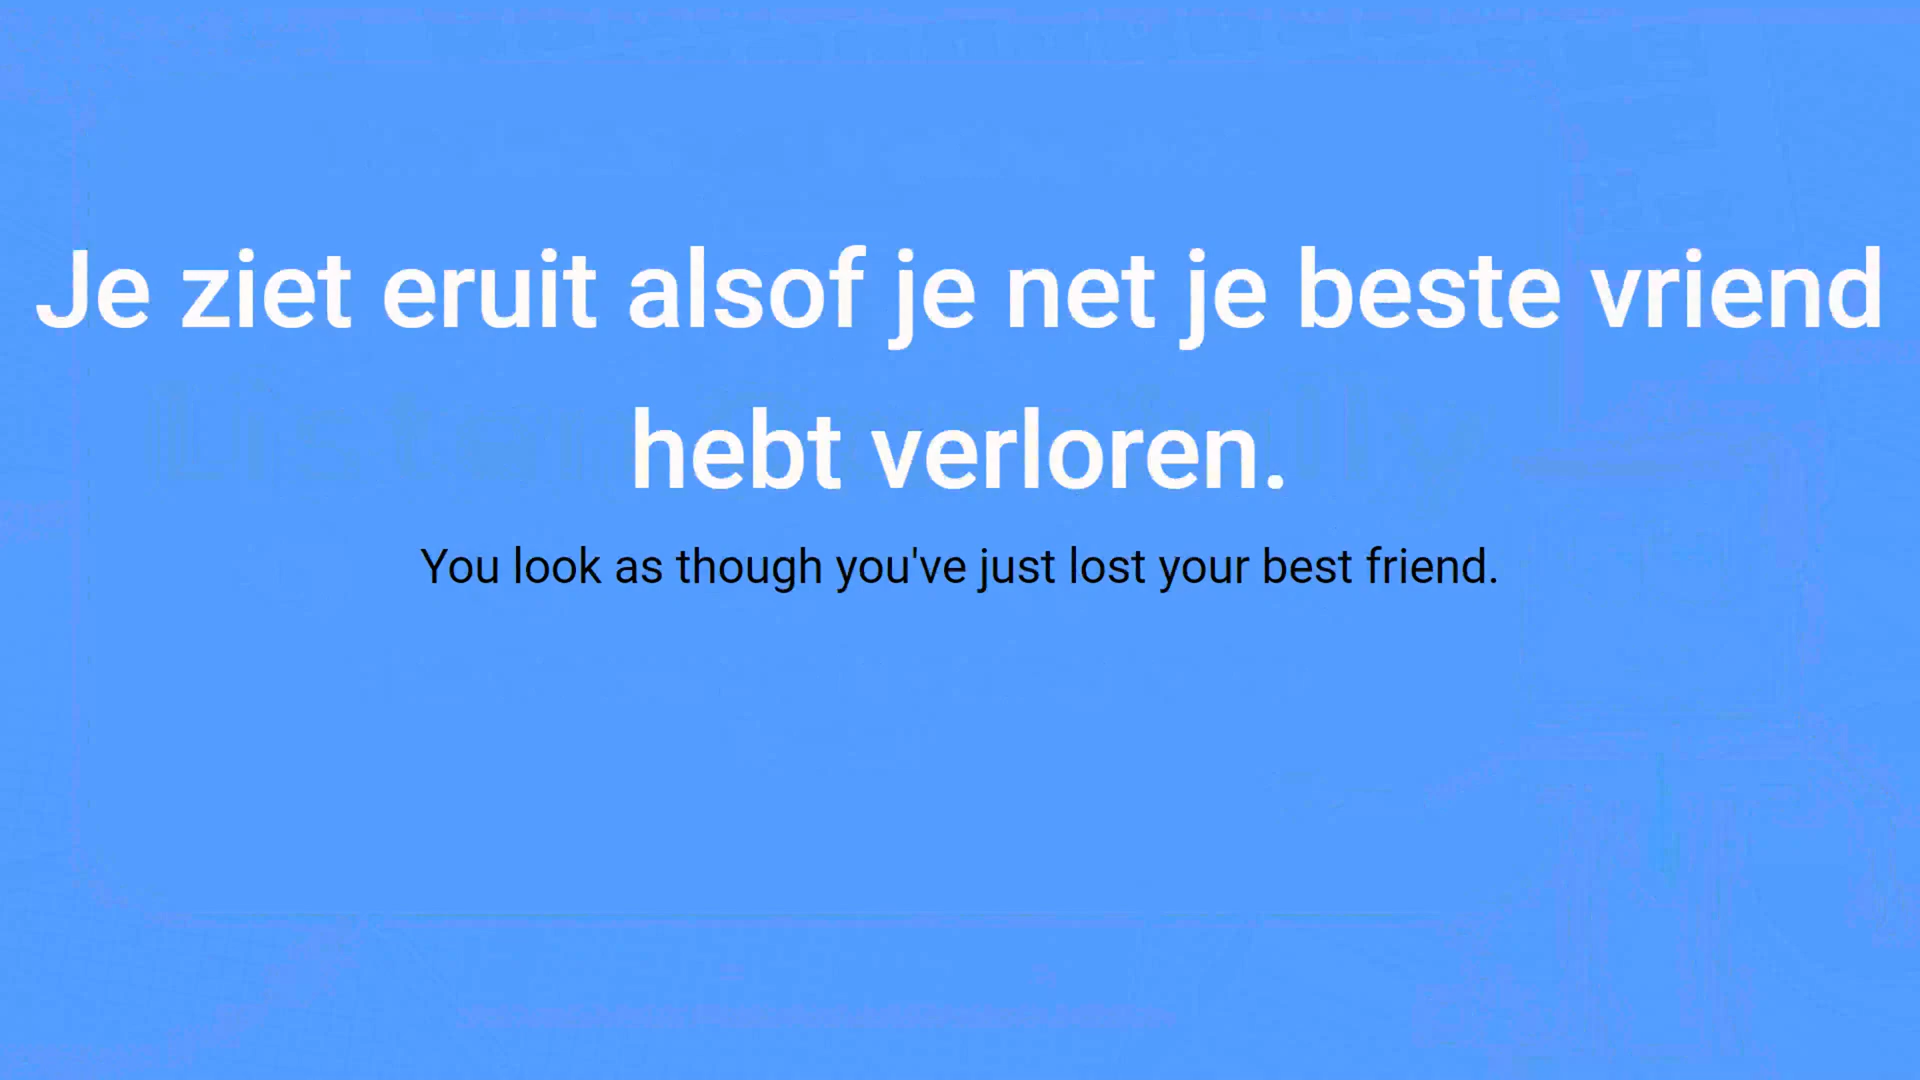 Je ziet eruit alsof je net je beste vriend
hebt verloren.
You look as though you've just lost your best friend.